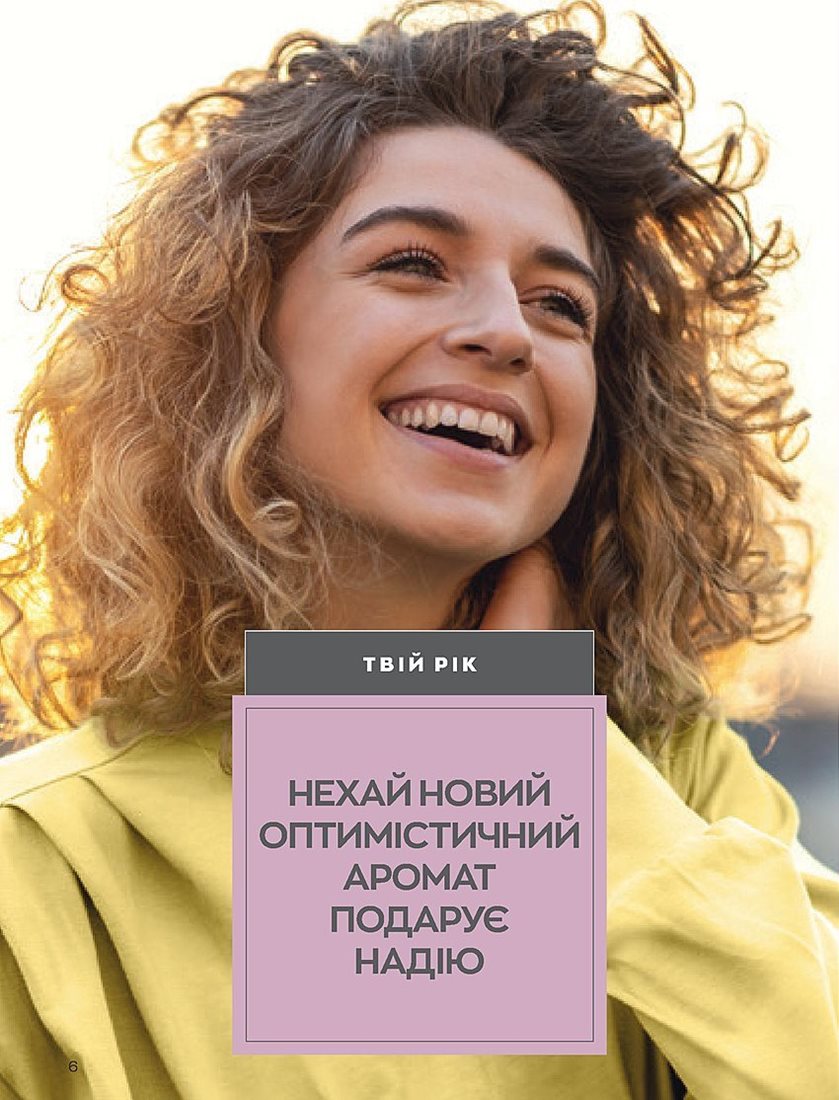 ТВІЙ РІК
НЕХАЙ НОВИЙ
ОПТИМІСТИЧНИЙ
АРОМАТ
ПОДАРУЄ
НАДІЮ
6